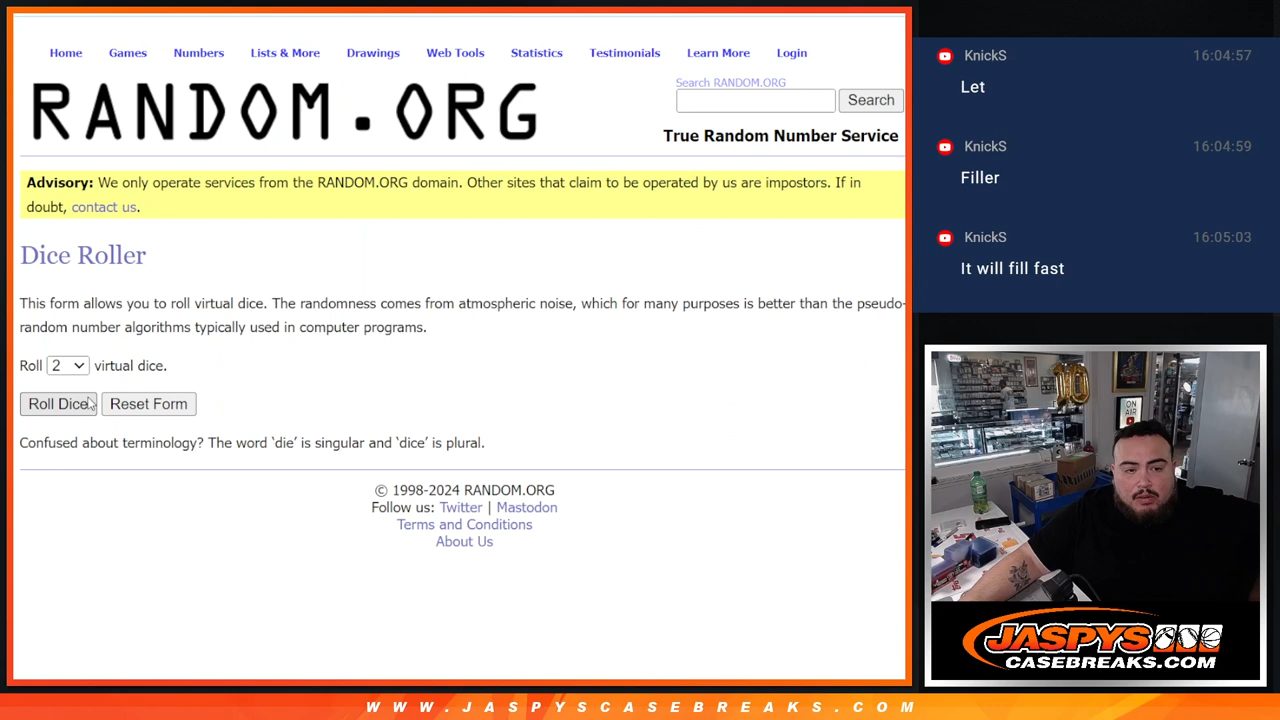 Home Games Numbers Lists & More Drawings Web Tools Statistics Testimonials Learn More Login
RANDOM.ORG
Search RANDOM.ORG
Search
True Random Number Service
Advisory: We only operate services from the RANDOM.ORG domain. Other sites that claim to be operated by us are impostors. If in
doubt, contact us.
Dice Roller
This form allows you to roll virtual dice. The randomness comes from atmospheric noise, which for many purposes is better than the pseudo-
random number algorithms typically used in computer programs.
Roll 2 virtual dice.
Roll Dice Reset Form
Confused about terminology? The word ‘die’ is singular and ‘dice’ is plural.
© 1998-2024 RANDOM.ORG
Follow us: Twitter | Mastodon
Terms and Conditions
About Us
KnickS 16:04:57
Let
KnickS 16:04:59
Filler
KnickS 16:05:03
It will fill fast
10
ON
AIR
JASPYS
CASEBREAKS.COM
WWW.JASPYSCASEBREAKS.COM